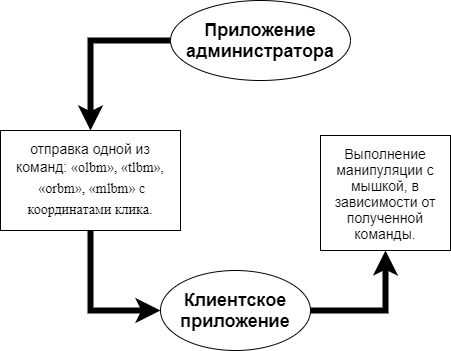 Приложение
администратора
отправка одной из
команд: «olbm», «tlbm»,
«orbm», «mlbm» с
координатами клика.
Выполнение
манипуляции с
мышкой, в
зависимости от
полученной
команды.
Клиентское
приложение